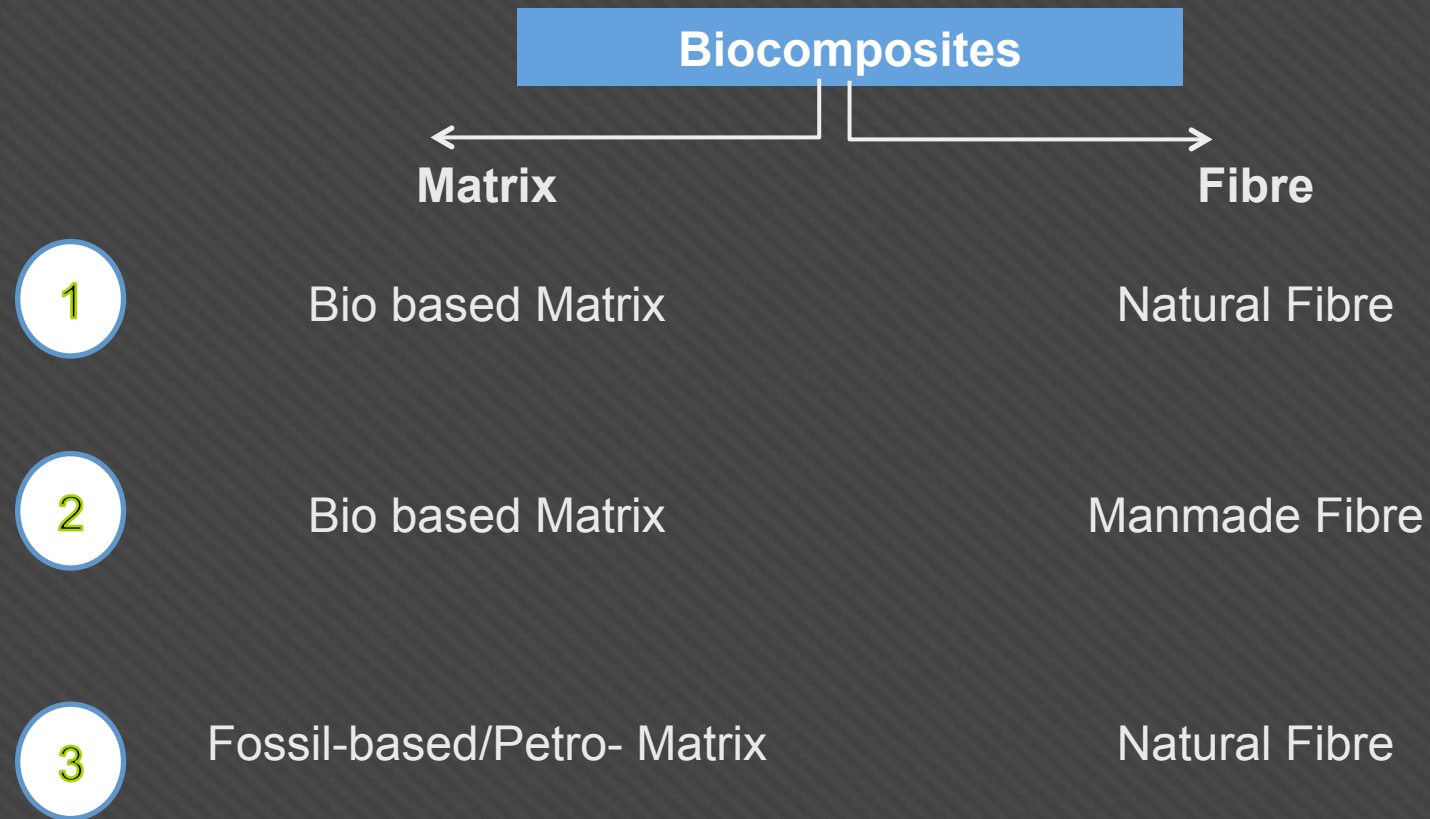 Biocomposites
Matrix Fibre
1 Bio based Matrix Natural Fibre
2 Bio based Matrix Manmade Fibre
3 Fossil-based/Petro- Matrix Natural Fibre